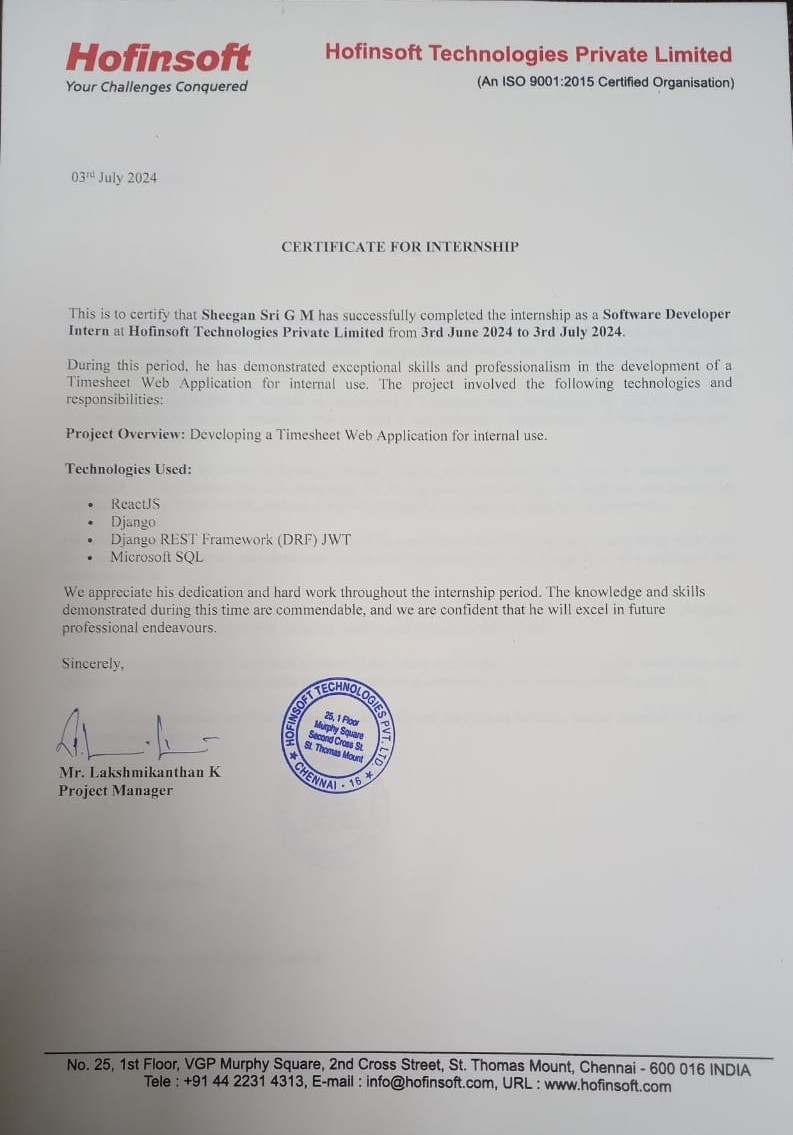 Hofinsoft
Your Challenges Conquered
Hofinsoft Technologies Private Limited
(An ISO 9001:2015 Certified Organisation)
03rd July 2024
CERTIFICATE FOR INTERNSHIP
This is to certify that Sheegan Sri G M has successfully completed the internship as a Software Developer
Intern at Hofinsoft Technologies Private Limited from 3rd June 2024 to 3rd July 2024.
During this period, he has demonstrated exceptional skills and professionalism in the development of a
Timesheet Web Application for internal use. The project involved the following technologies and
responsibilities:
Project Overview: Developing a Timesheet Web Application for internal use.
Technologies Used:
• ReactJS
• Django
• Django REST Framework (DRF) JWT
• Microsoft SQL
We appreciate his dedication and hard work throughout the internship period. The knowledge and skills
demonstrated during this time are commendable, and we are confident that he will excel in future
professional endeavours.
Sincerely,
Mr. Lakshmikanthan K
Project Manager
HOFINSOFT TECHNOLOGIES PVT. LTD.
25, 1 Floor
Murphy Square
Second Cross St.
St. Thomas Mount
★ CHENNAI - 16 ★
No. 25, 1st Floor, VGP Murphy Square, 2nd Cross Street, St. Thomas Mount, Chennai - 600 016 INDIA
Tele : +91 44 2231 4313, E-mail : info@hofinsoft.com, URL : www.hofinsoft.com